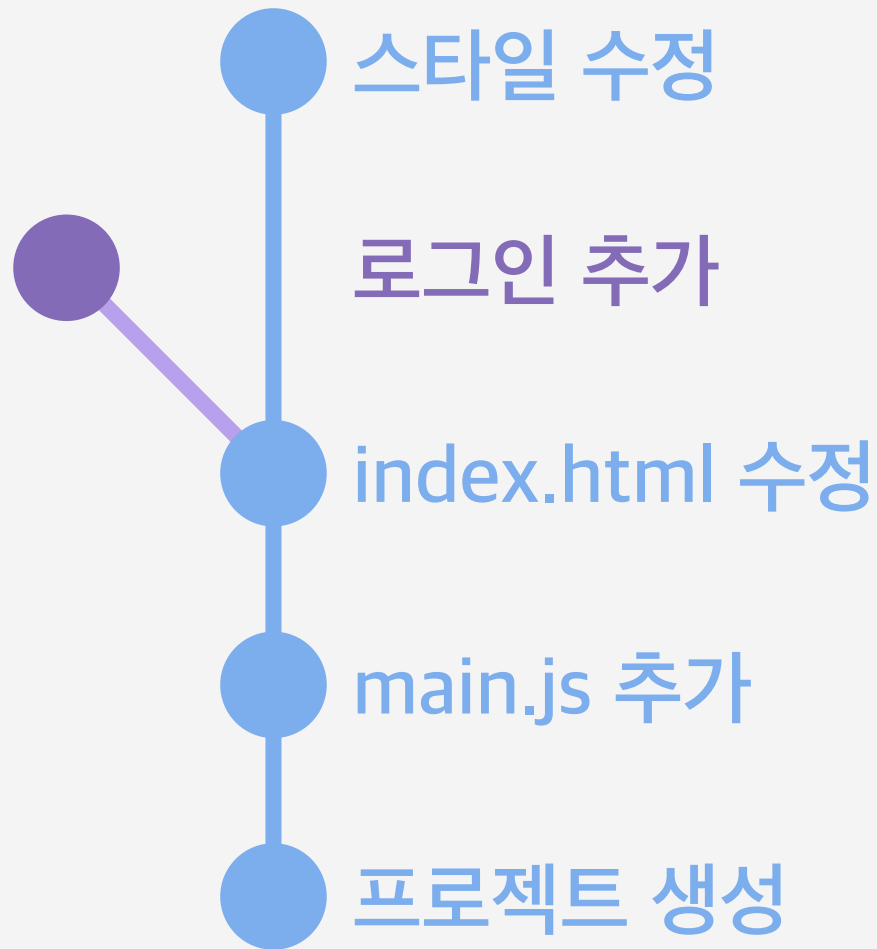 스타일 수정
로그인 추가
index.html 수정
main.js 추가
프로젝트 생성